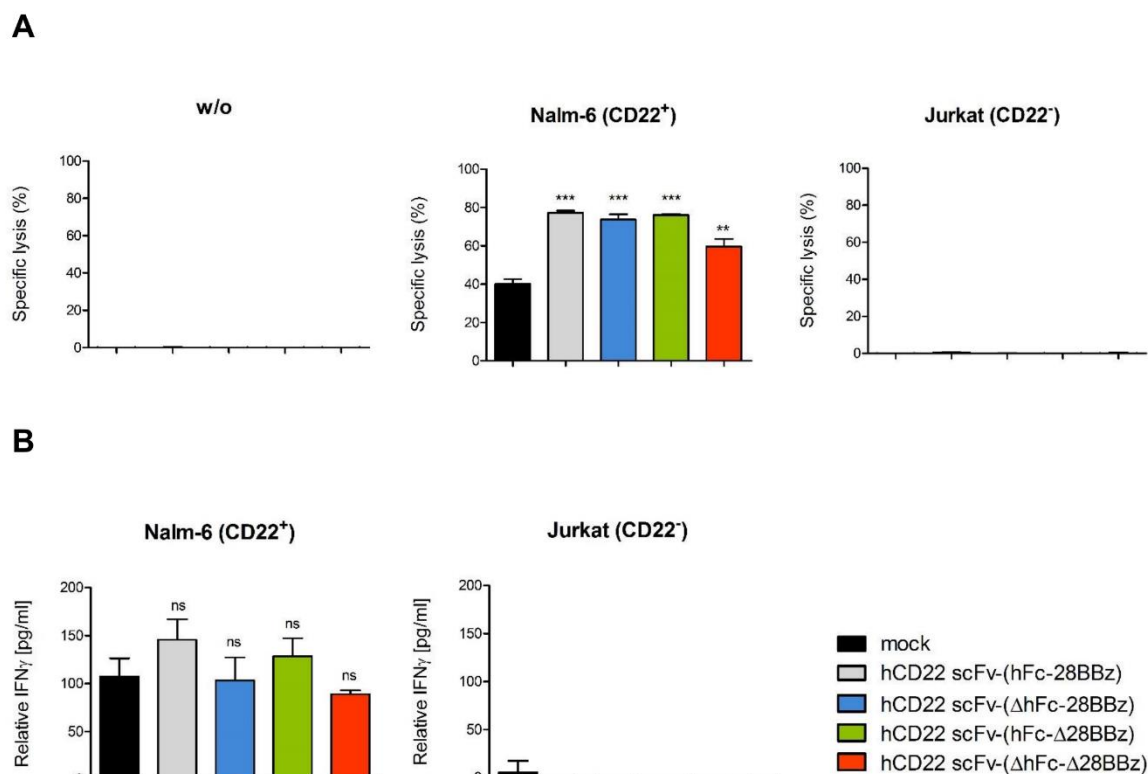 A
w/o
Specific lysis (%)
100
80
60
40
20
0
Nalm-6 (CD22⁺)
Specific lysis (%)
100
80
60
40
20
0
***
***
***
**
Jurkat (CD22⁻)
Specific lysis (%)
100
80
60
40
20
0
B
Nalm-6 (CD22⁺)
Relative IFNγ [pg/ml]
200
150
100
50
0
ns
ns
ns
ns
Jurkat (CD22⁻)
Relative IFNγ [pg/ml]
200
150
100
50
0
mock
hCD22 scFv-(hFc-28BBz)
hCD22 scFv-(ΔhFc-28BBz)
hCD22 scFv-(hFc-Δ28BBz)
hCD22 scFv-(ΔhFc-Δ28BBz)